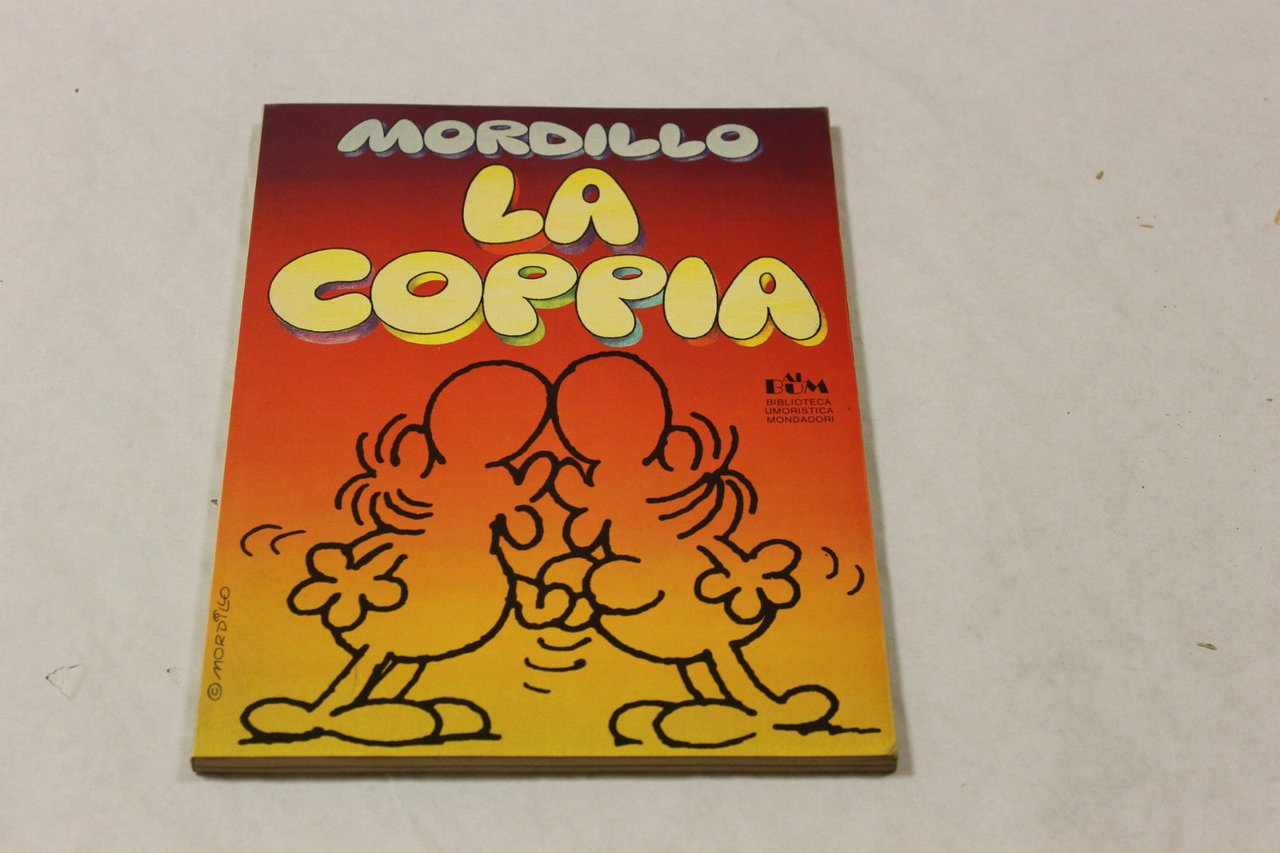 MORDILLO
LA
COPPIA
AL
BUM
BIBLIOTECA
UMORISTICA
MONDADORI
© MORDILLO